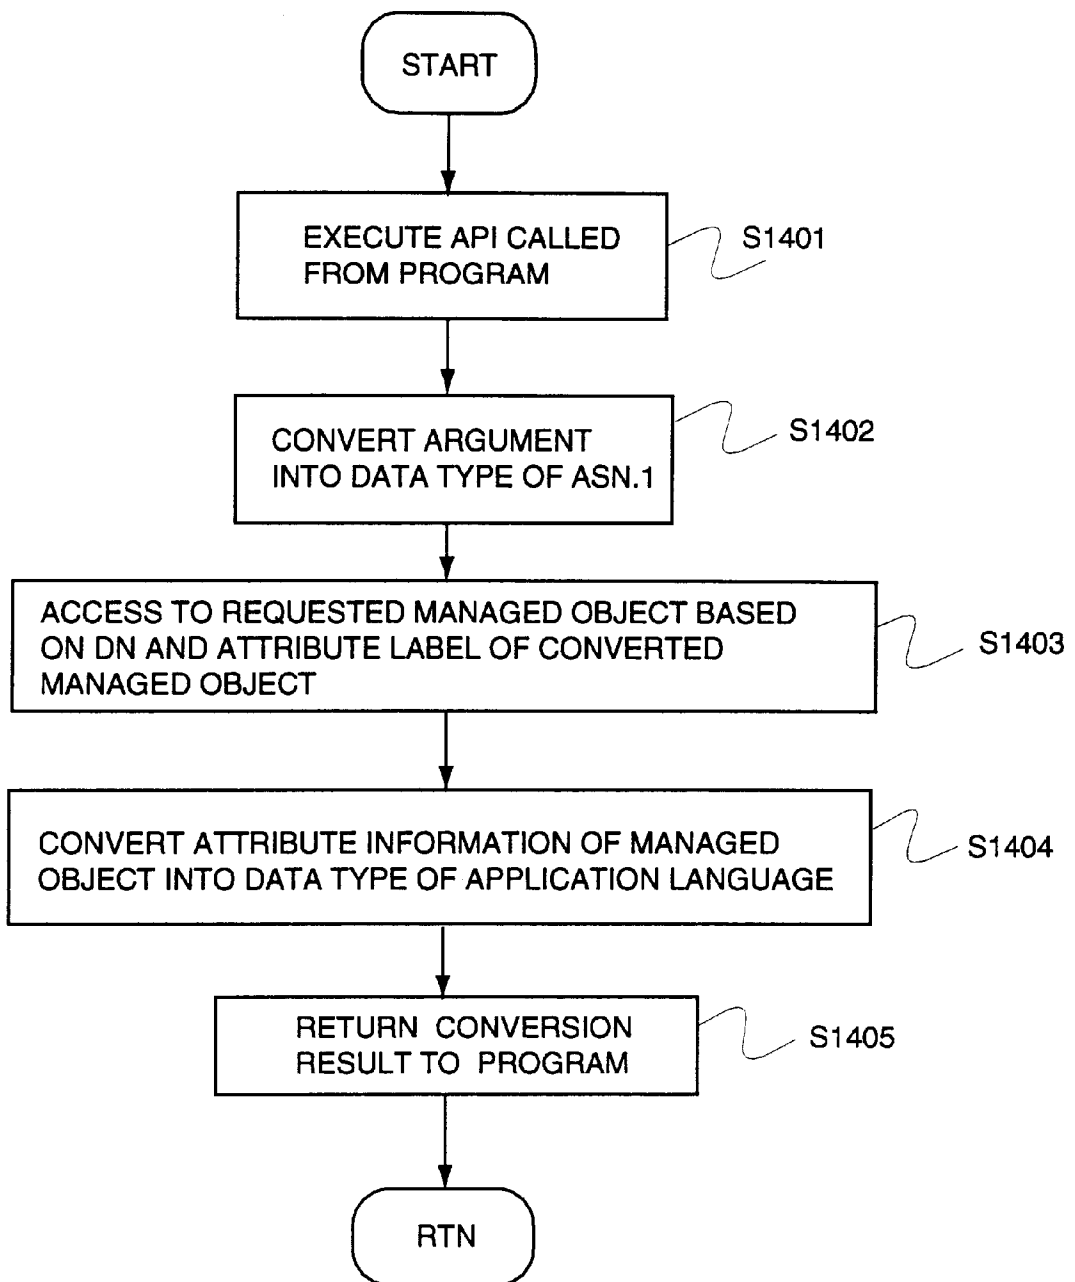 START
EXECUTE API CALLED
FROM PROGRAM
S1401
CONVERT ARGUMENT
INTO DATA TYPE OF ASN.1
S1402
ACCESS TO REQUESTED MANAGED OBJECT BASED
ON DN AND ATTRIBUTE LABEL OF CONVERTED
MANAGED OBJECT
S1403
CONVERT ATTRIBUTE INFORMATION OF MANAGED
OBJECT INTO DATA TYPE OF APPLICATION LANGUAGE
S1404
RETURN CONVERSION
RESULT TO PROGRAM
S1405
RTN